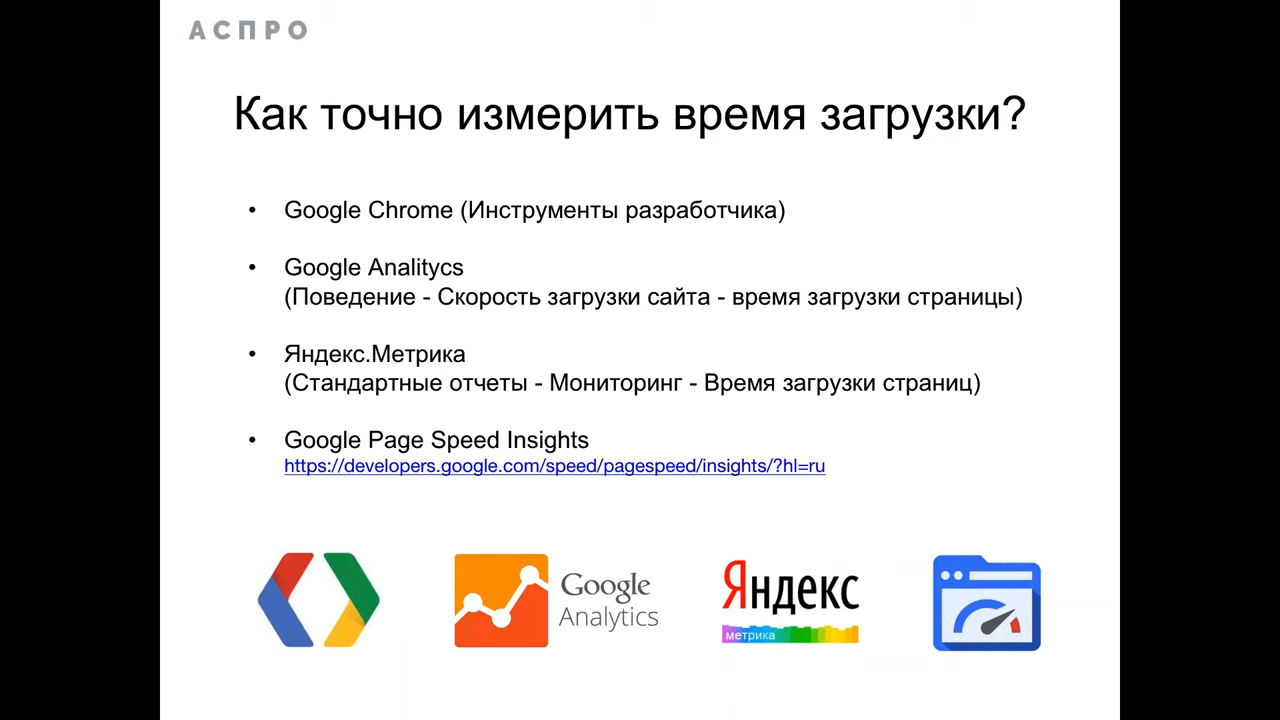 АСПРО
Как точно измерить время загрузки?
• Google Chrome (Инструменты разработчика)
• Google Analitycs
(Поведение - Скорость загрузки сайта - время загрузки страницы)
• Яндекс.Метрика
(Стандартные отчеты - Мониторинг - Время загрузки страниц)
• Google Page Speed Insights
https://developers.google.com/speed/pagespeed/insights/?hl=ru
Google
Analytics
Яндекс
метрика